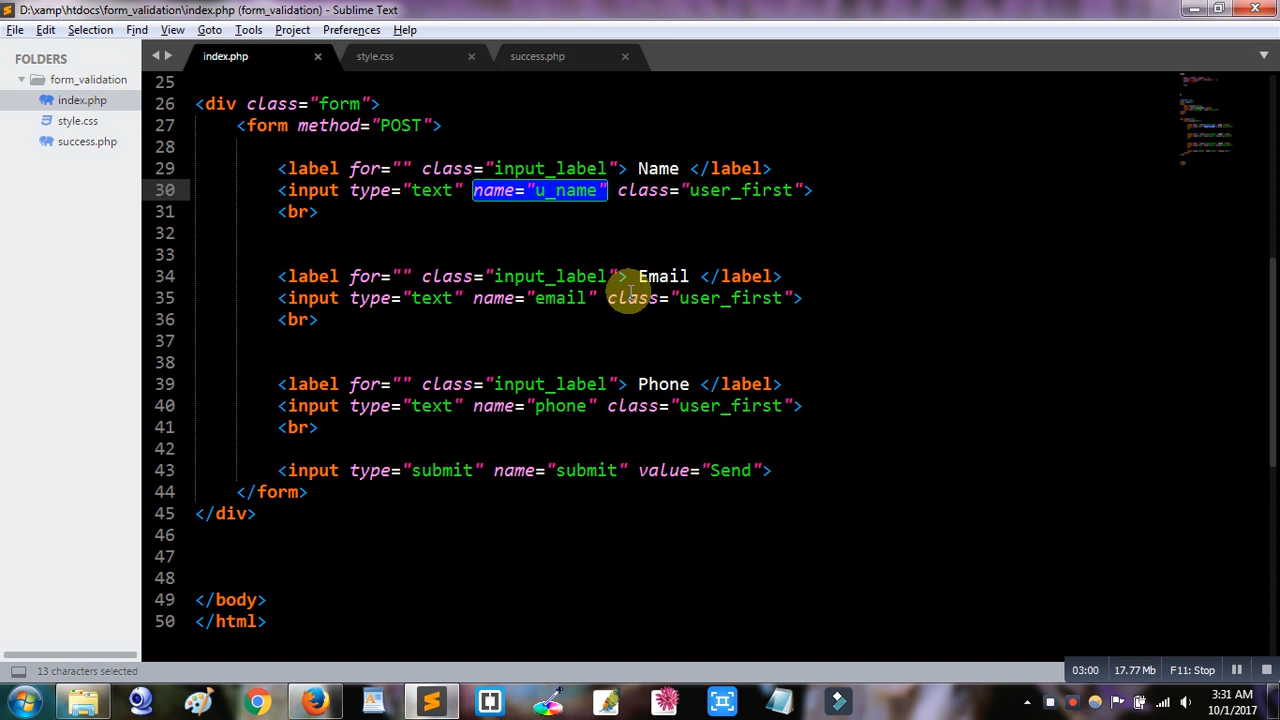 D:\xamp\htdocs\form_validation\index.php (form_validation) - Sublime Text
File Edit Selection Find View Goto Tools Project Preferences Help
FOLDERS
form_validation
index.php
style.css
success.php
index.php
style.css
success.php
25
26 <div class="form">
27 <form method="POST">
28
29 <label for="" class="input_label"> Name </label>
30 <input type="text" name="u_name" class="user_first">
31 <br>
32
33
34 <label for="" class="input_label"> Email </label>
35 <input type="text" name="email" class="user_first">
36 <br>
37
38
39 <label for="" class="input_label"> Phone </label>
40 <input type="text" name="phone" class="user_first">
41 <br>
42
43 <input type="submit" name="submit" value="Send">
44 </form>
45 </div>
46
47
48
49 </body>
50 </html>
13 characters selected
03:00 17.77 Mb F11: Stop
3:31 AM
10/1/2017